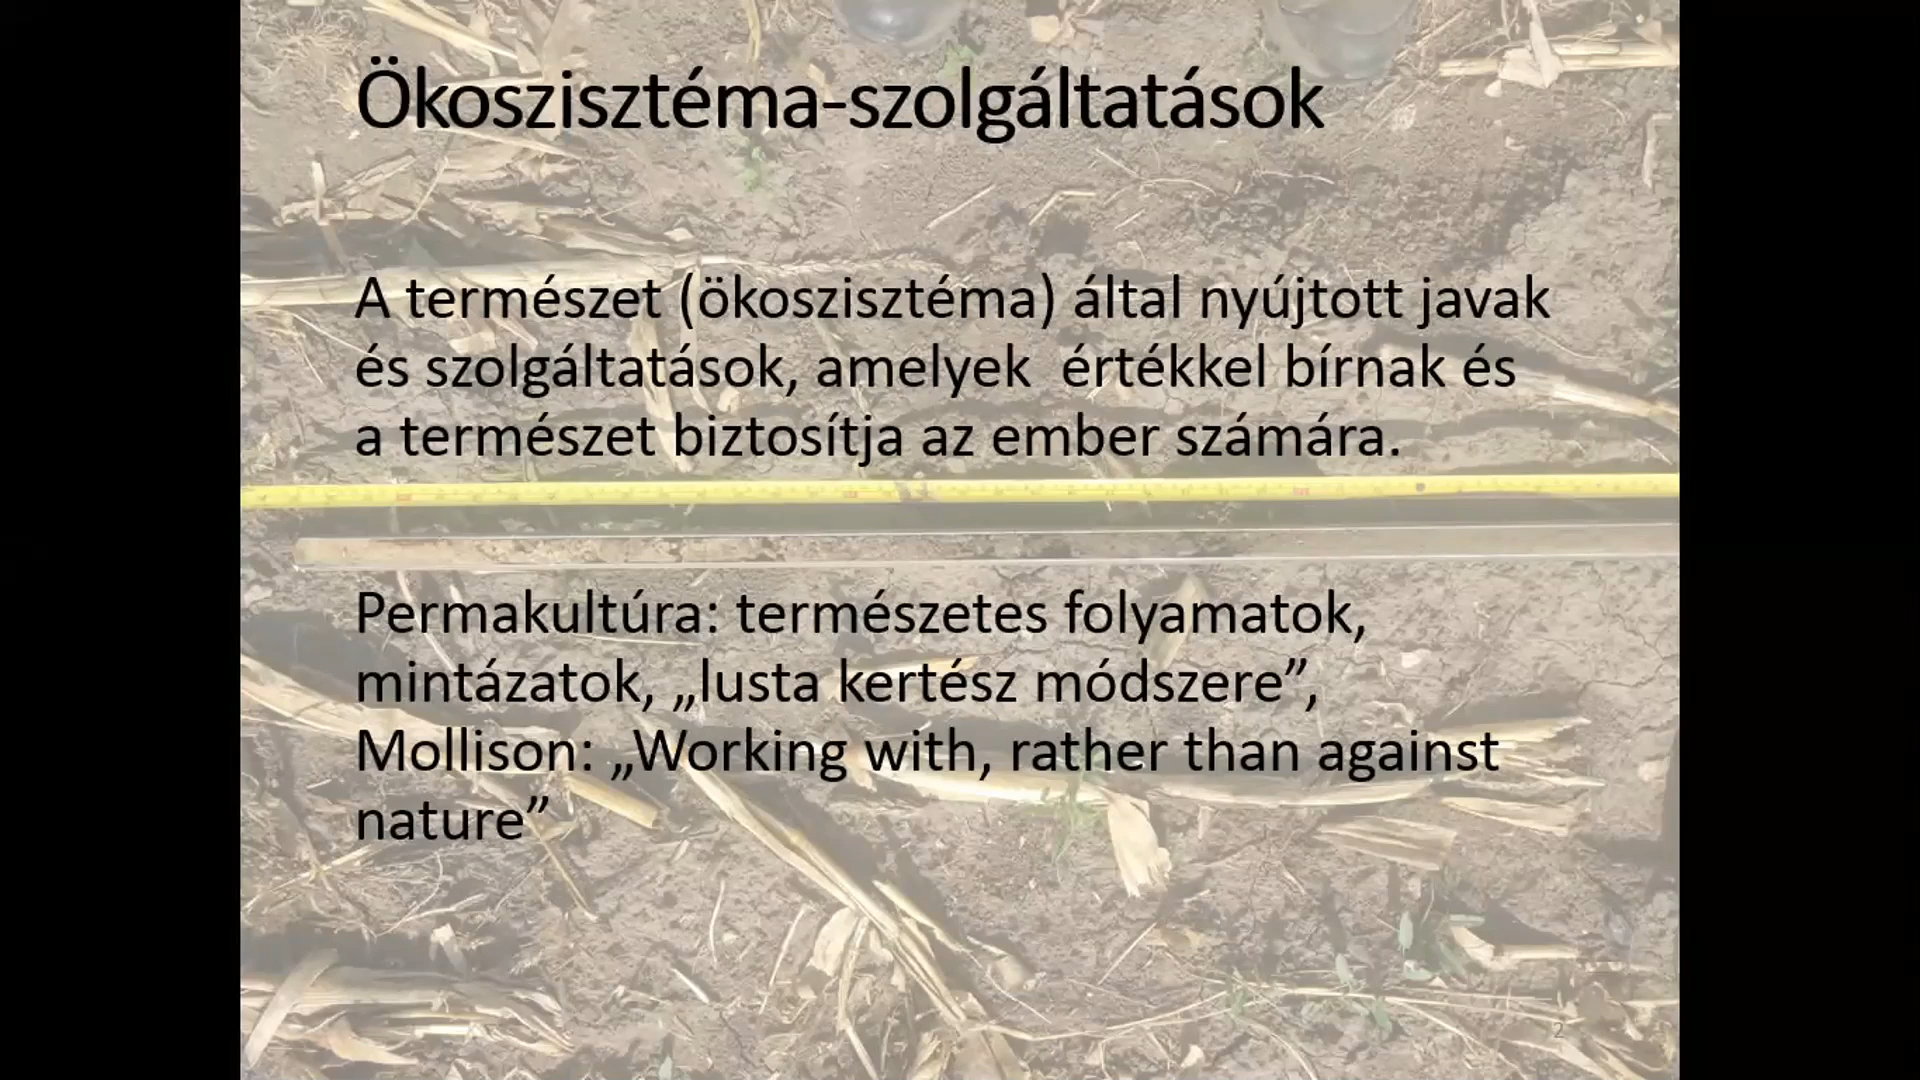 Ökoszisztéma-szolgáltatások
A természet (ökoszisztéma) által nyújtott javak
és szolgáltatások, amelyek  értékkel bírnak és
a természet biztosítja az ember számára.
Permakultúra: természetes folyamatok,
mintázatok, „lusta kertész módszere”,
Mollison: „Working with, rather than against
nature”
2